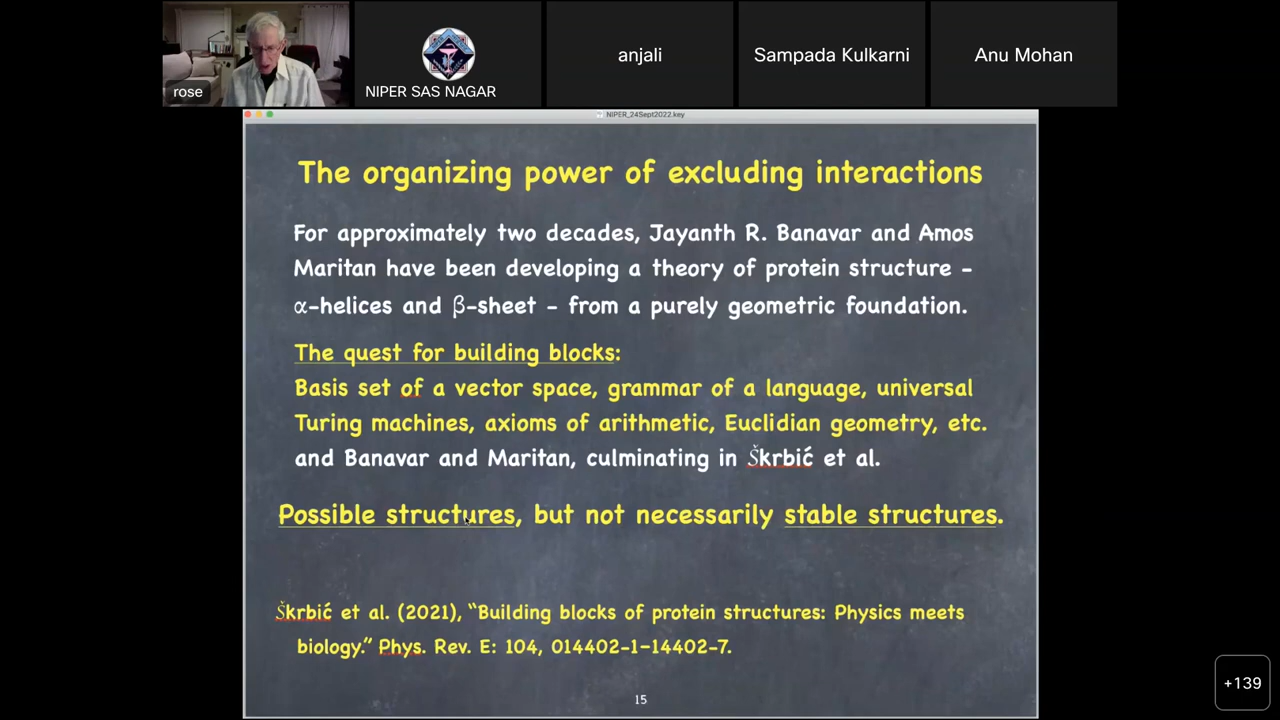 rose
NIPER SAS NAGAR
anjali
Sampada Kulkarni
Anu Mohan
NIPER_24Sept2022.key
The organizing power of excluding interactions
For approximately two decades, Jayanth R. Banavar and Amos
Maritan have been developing a theory of protein structure -
α-helices and β-sheet - from a purely geometric foundation.
The quest for building blocks:
Basis set of a vector space, grammar of a language, universal
Turing machines, axioms of arithmetic, Euclidian geometry, etc.
and Banavar and Maritan, culminating in Škrbić et al.
Possible structures, but not necessarily stable structures.
Škrbić et al. (2021), “Building blocks of protein structures: Physics meets
biology.” Phys. Rev. E: 104, 014402-1-14402-7.
15
+139